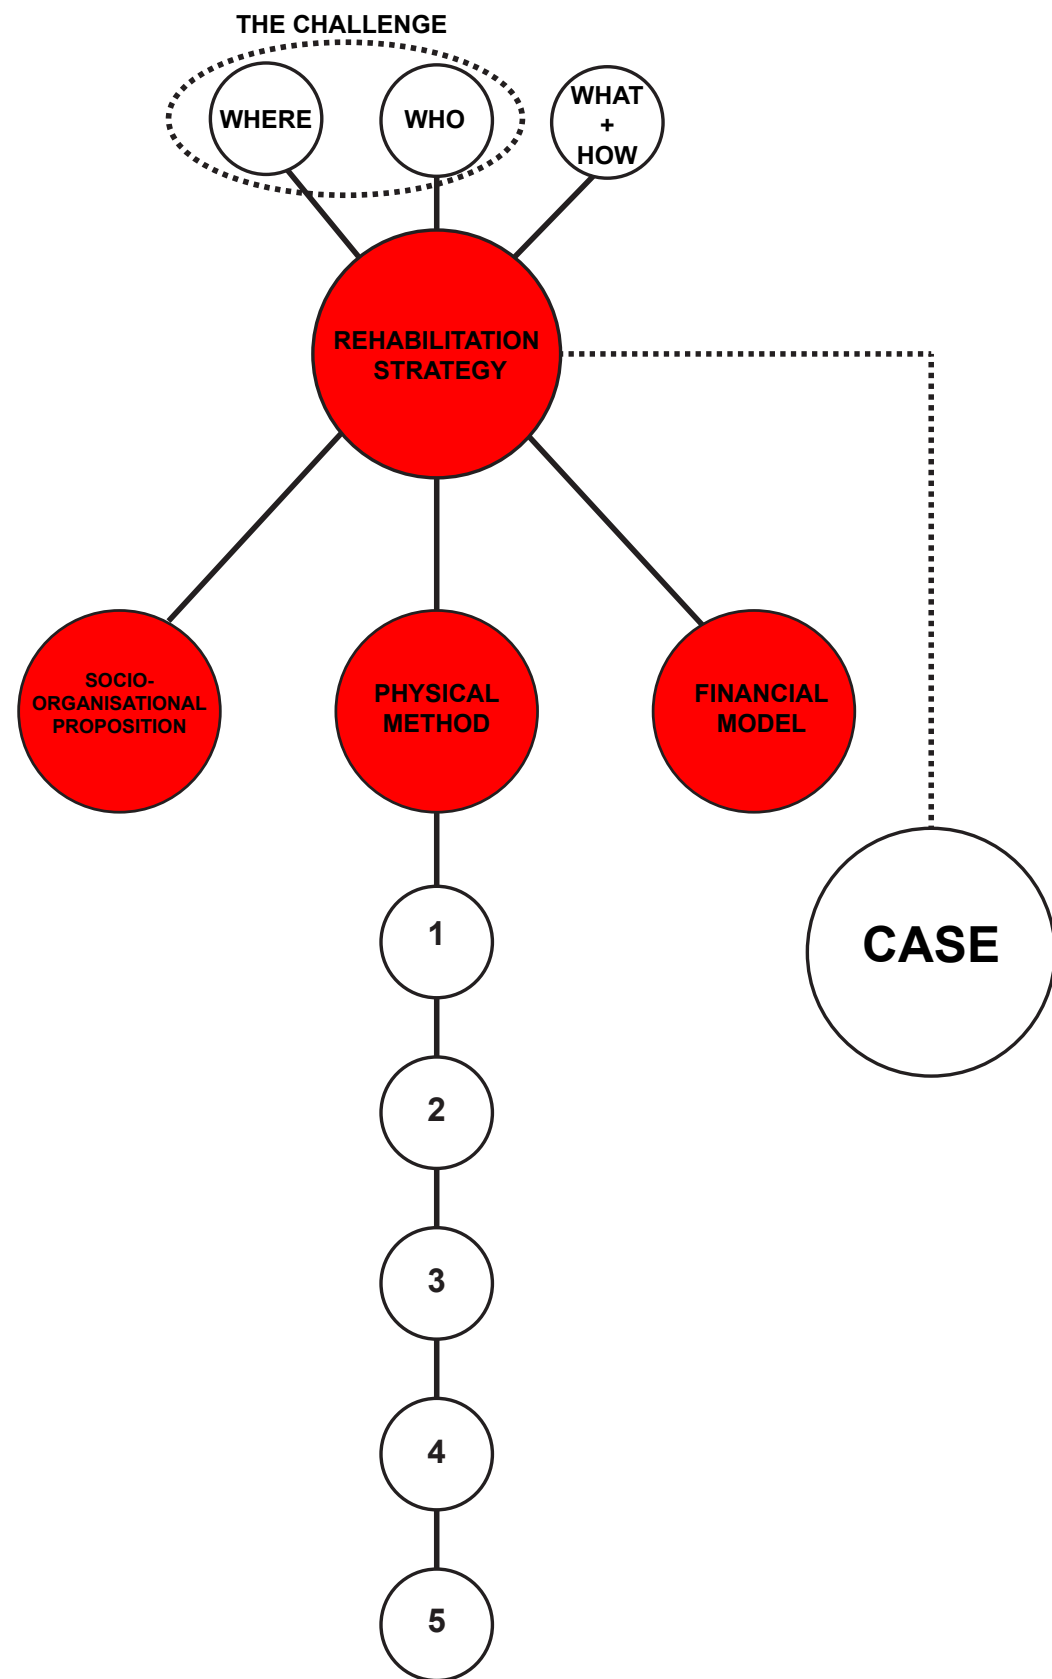 THE CHALLENGE
WHERE
WHO
WHAT
+
HOW
REHABILITATION
STRATEGY
SOCIO-
ORGANISATIONAL
PROPOSITION
PHYSICAL
METHOD
FINANCIAL
MODEL
1
CASE
2
3
4
5